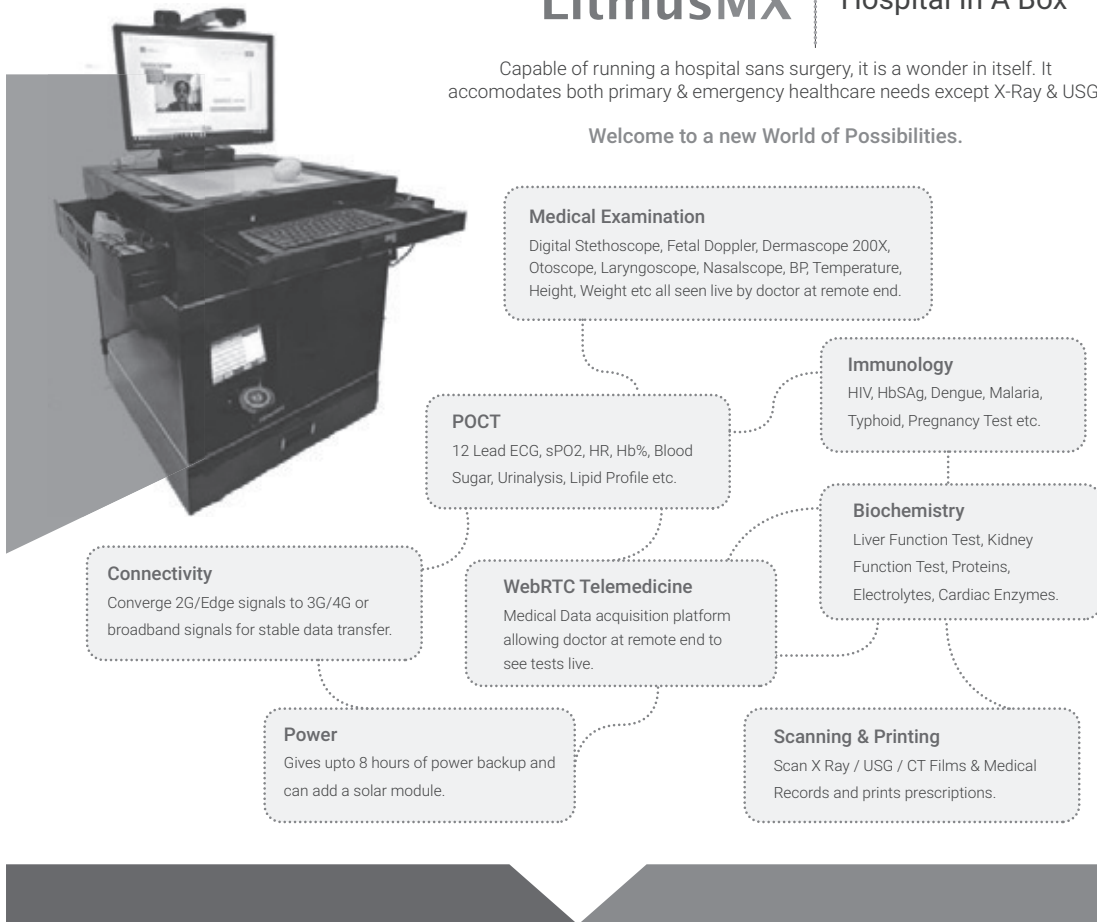 LitmusMX
Hospital In A Box
Capable of running a hospital sans surgery, it is a wonder in itself. It
accomodates both primary & emergency healthcare needs except X-Ray & USG
Welcome to a new World of Possibilities.
Medical Examination
Digital Stethoscope, Fetal Doppler, Dermascope 200X,
Otoscope, Laryngoscope, Nasalscope, BP, Temperature,
Height, Weight etc all seen live by doctor at remote end.
Immunology
HIV, HbSAg, Dengue, Malaria,
Typhoid, Pregnancy Test etc.
POCT
12 Lead ECG, sPO2, HR, Hb%, Blood
Sugar, Urinalysis, Lipid Profile etc.
Biochemistry
Liver Function Test, Kidney
Function Test, Proteins,
Electrolytes, Cardiac Enzymes.
Connectivity
Converge 2G/Edge signals to 3G/4G or
broadband signals for stable data transfer.
WebRTC Telemedicine
Medical Data acquisition platform
allowing doctor at remote end to
see tests live.
Power
Gives upto 8 hours of power backup and
can add a solar module.
Scanning & Printing
Scan X Ray / USG / CT Films & Medical
Records and prints prescriptions.